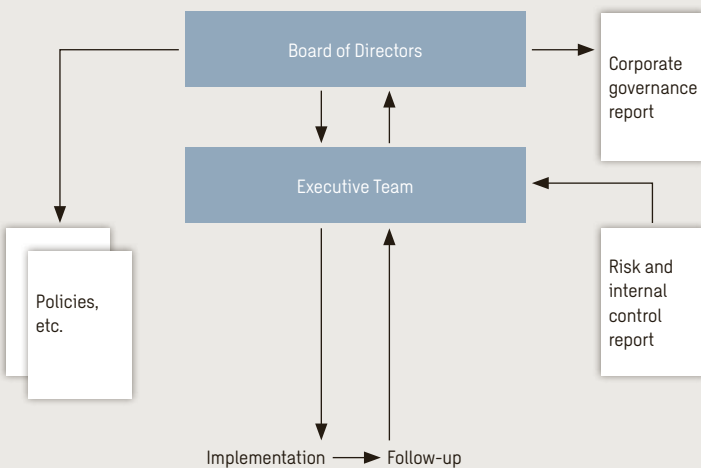 Board of Directors
Corporate
governance
report
Executive Team
Policies,
etc.
Risk and
internal
control
report
Implementation
Follow-up